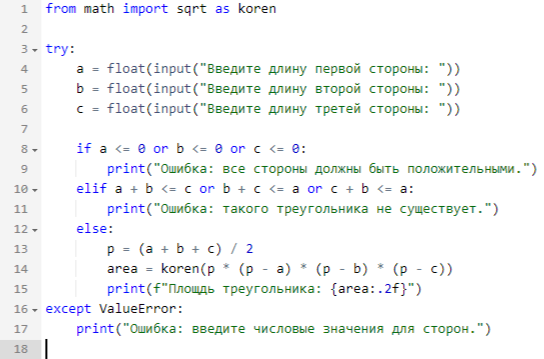 1 from math import sqrt as koren
2
3 try:
4     a = float(input("Введите длину первой стороны: "))
5     b = float(input("Введите длину второй стороны: "))
6     c = float(input("Введите длину третей стороны: "))
7
8     if a <= 0 or b <= 0 or c <= 0:
9         print("Ошибка: все стороны должны быть положительными.")
10     elif a + b <= c or b + c <= a or c + b <= a:
11         print("Ошибка: такого треугольника не существует.")
12     else:
13         p = (a + b + c) / 2
14         area = koren(p * (p - a) * (p - b) * (p - c))
15         print(f"Площдь треугольника: {area:.2f}")
16 except ValueError:
17     print("Ошибка: введите числовые значения для сторон.")
18